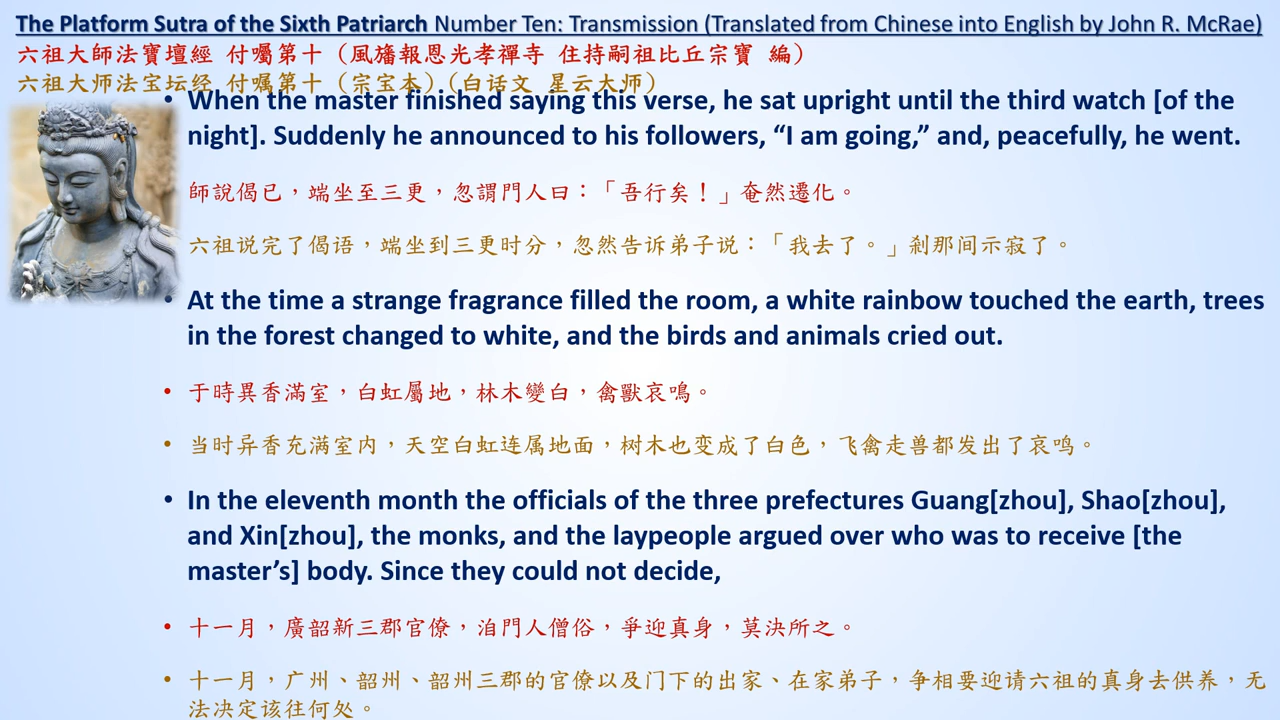 The Platform Sutra of the Sixth Patriarch Number Ten: Transmission (Translated from Chinese into English by John R. McRae)
六祖大師法寶壇經 付囑第十（風旛報恩光孝禪寺 住持嗣祖比丘宗寶 編）
六祖大师法宝坛经 付嘱第十（宗宝本）(白话文 星云大师）
• When the master finished saying this verse, he sat upright until the third watch [of the
night]. Suddenly he announced to his followers, “I am going,” and, peacefully, he went.
師說偈已，端坐至三更，忽謂門人曰：「吾行矣！」奄然遷化。
六祖说完了偈语，端坐到三更时分，忽然告诉弟子说：「我去了。」刹那间示寂了。
• At the time a strange fragrance filled the room, a white rainbow touched the earth, trees
in the forest changed to white, and the birds and animals cried out.
• 于時異香滿室，白虹屬地，林木變白，禽獸哀鳴。
• 当时异香充满室内，天空白虹连属地面，树木也变成了白色，飞禽走兽都发出了哀鸣。
• In the eleventh month the officials of the three prefectures Guang[zhou], Shao[zhou],
and Xin[zhou], the monks, and the laypeople argued over who was to receive [the
master’s] body. Since they could not decide,
• 十一月，廣韶新三郡官僚，洎門人僧俗，爭迎真身，莫決所之。
• 十一月，广州、韶州、韶州三郡的官僚以及门下的出家、在家弟子，争相要迎请六祖的真身去供养，无
法决定该往何处。